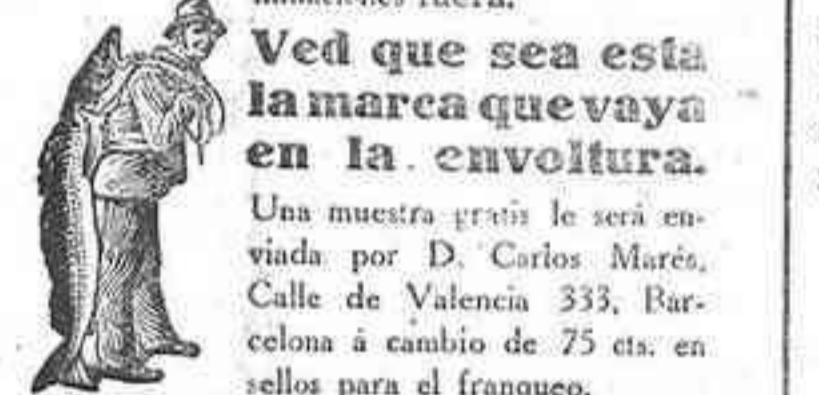 fuera.
Ved que sea esta
la marca que vaya
en la envoltura.
Una muestra gratis le será en-
viada por D. Carlos Marés,
Calle de Valencia 333, Bar-
celona á cambio de 75 cts. en
sellos para el franqueo.